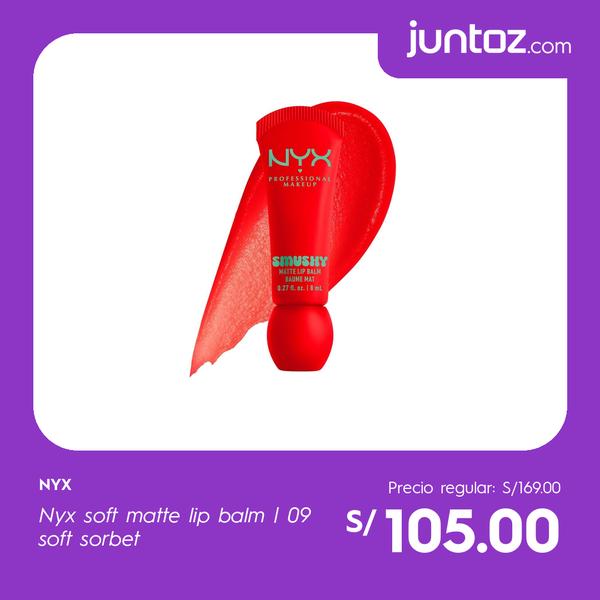 juntoz.com
NYX
PROFESSIONAL
MAKEUP
SMUSHY
MATTE LIP BALM
BAUME MAT
0.27 fl. oz. | 8 mL
NYX
Nyx soft matte lip balm | 09
soft sorbet
Precio regular: S/169.00
S/ 105.00